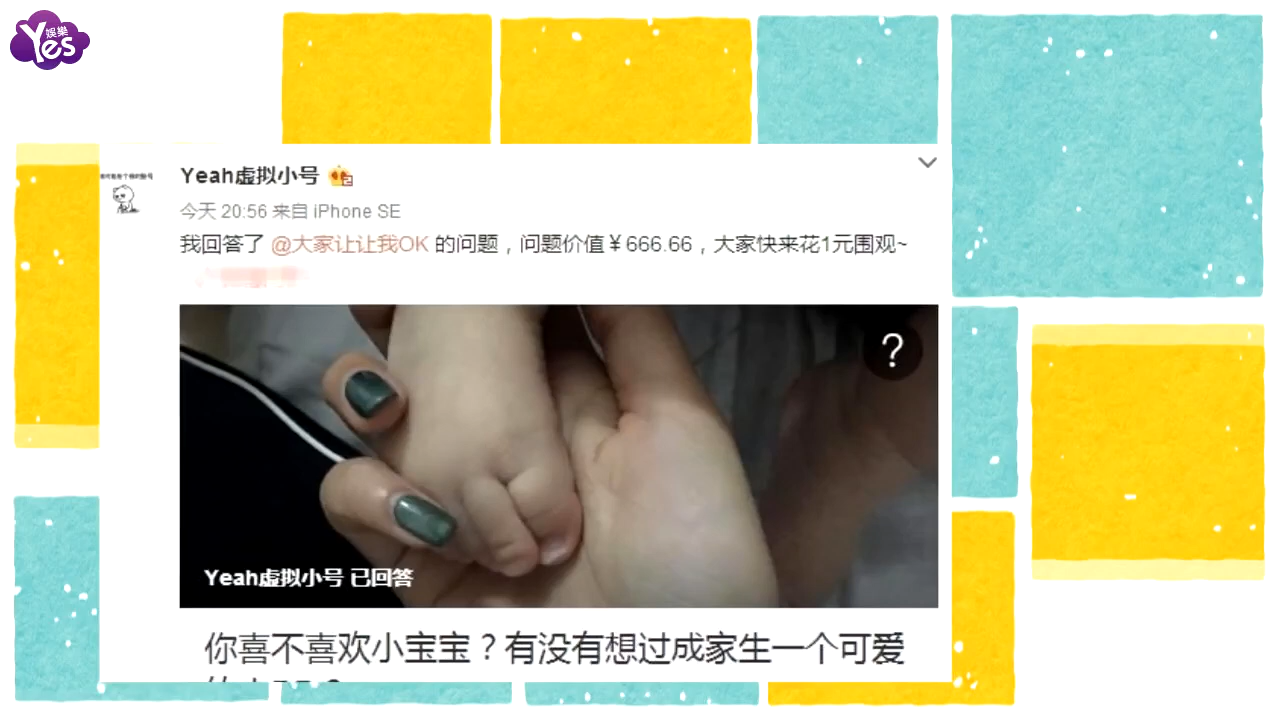 Yes
娛樂
Yeah虚拟小号
今天 20:56 来自 iPhone SE
我回答了 @大家让让我OK 的问题，问题价值￥666.66，大家快来花1元围观~
?
Yeah虚拟小号 已回答
你喜不喜欢小宝宝？有没有想过成家生一个可爱